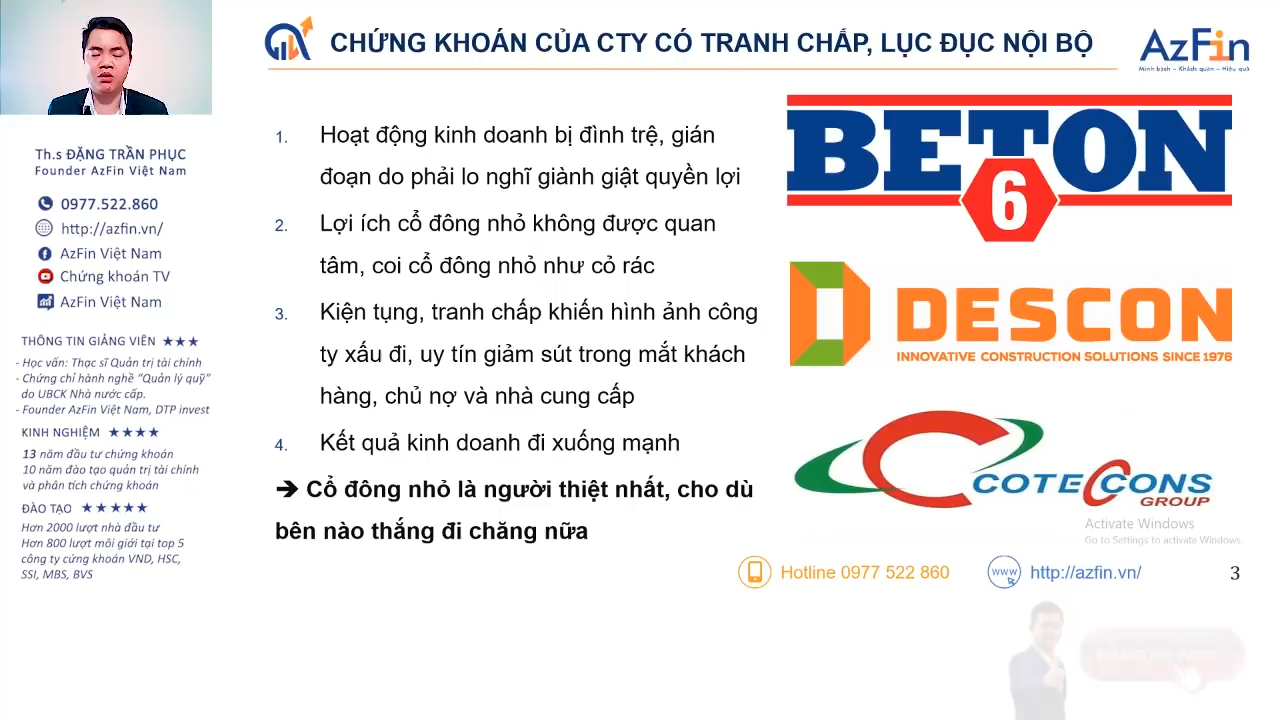 CHỨNG KHOÁN CỦA CTY CÓ TRANH CHẤP, LỤC ĐỤC NỘI BỘ
AzFin
Minh bạch – Khách quan – Hiệu quả
Th.s ĐẶNG TRẦN PHỤC
Founder AzFin Việt Nam
0977.522.860
http://azfin.vn/
AzFin Việt Nam
Chứng khoán TV
AzFin Việt Nam
THÔNG TIN GIẢNG VIÊN ★★★
- Học vấn: Thạc sĩ Quản trị tài chính
- Chứng chỉ hành nghề “Quản lý quỹ”
do UBCK Nhà nước cấp.
- Founder AzFin Việt Nam, DTP invest
KINH NGHIỆM ★★★★
13 năm đầu tư chứng khoán
10 năm đào tạo quản trị tài chính
và phân tích chứng khoán
ĐÀO TẠO ★★★★★
Hơn 2000 lượt nhà đầu tư
Hơn 800 lượt môi giới tại top 5
công ty cứng khoán VND, HSC,
SSI, MBS, BVS
1. Hoạt động kinh doanh bị đình trệ, gián
đoạn do phải lo nghĩ giành giật quyền lợi
2. Lợi ích cổ đông nhỏ không được quan
tâm, coi cổ đông nhỏ như cỏ rác
3. Kiện tụng, tranh chấp khiến hình ảnh công
ty xấu đi, uy tín giảm sút trong mắt khách
hàng, chủ nợ và nhà cung cấp
4. Kết quả kinh doanh đi xuống mạnh
➔ Cổ đông nhỏ là người thiệt nhất, cho dù
bên nào thắng đi chăng nữa
BETON
6
DESCON
INNOVATIVE CONSTRUCTION SOLUTIONS SINCE 1976
COTECCONS
GROUP
Activate Windows
Go to Settings to activate Windows.
Hotline 0977 522 860
www
http://azfin.vn/
3